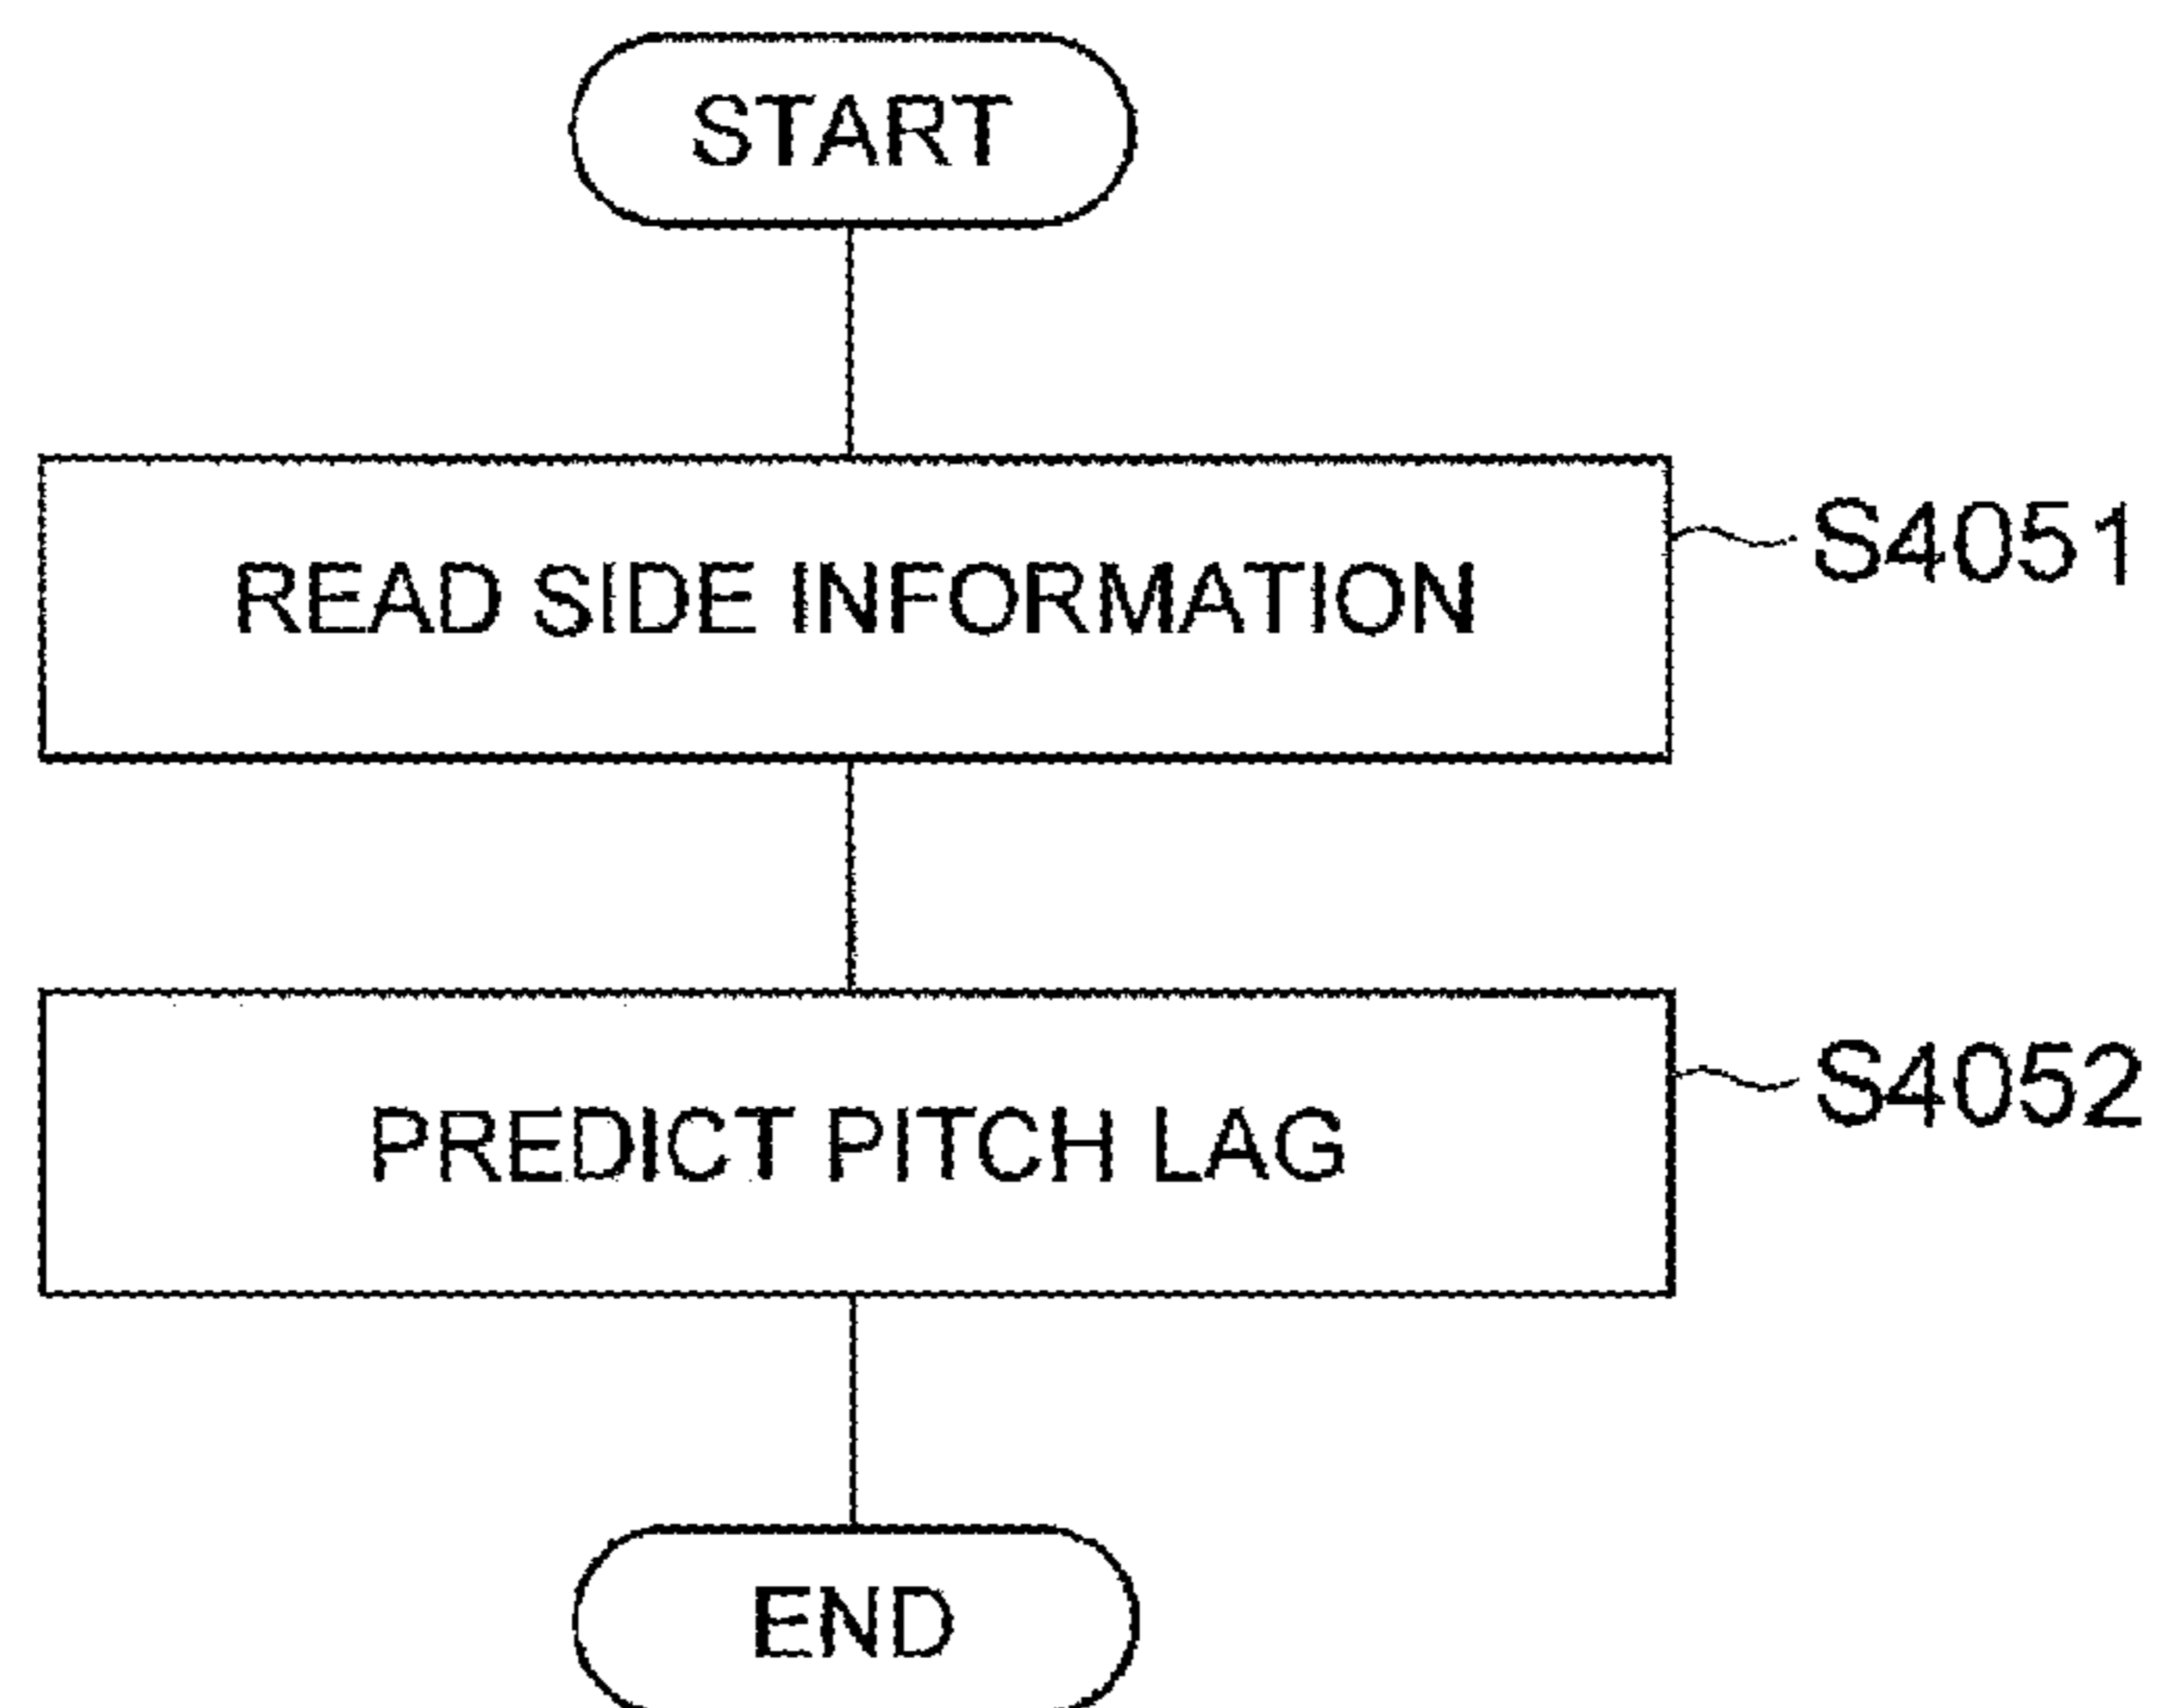 START
READ SIDE INFORMATION
S4051
PREDICT PITCH LAG
S4052
END